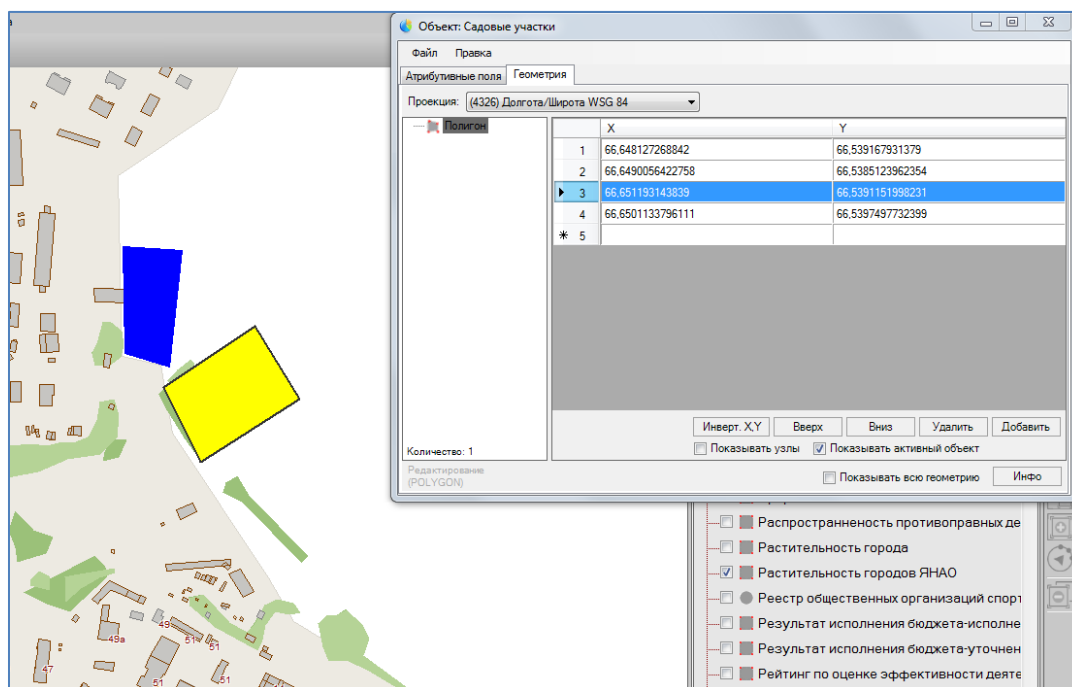 Объект: Садовые участки
Файл Правка
Атрибутивные поля Геометрия
Проекция: (4326) Долгота/Широта WSG 84
Полигон
X Y
1 66,648127268842 66,539167931379
2 66,6490056422758 66,5385123962354
3 66,651193143839 66,5391151998231
4 66,6501133796111 66,5397497732399
* 5
Инверт. X,Y Вверх Вниз Удалить Добавить
Количество: 1
Показывать узлы Показывать активный объект
Редактирование
(POLYGON)
Показывать всю геометрию Инфо
Распространенность противоправных де
Растительность города
Растительность городов ЯНАО
Реестр общественных организаций спорт
Результат исполнения бюджета-исполне
Результат исполнения бюджета-уточнен
Рейтинг по оценке эффективности деяте
49
49а
51
51
47
51
51